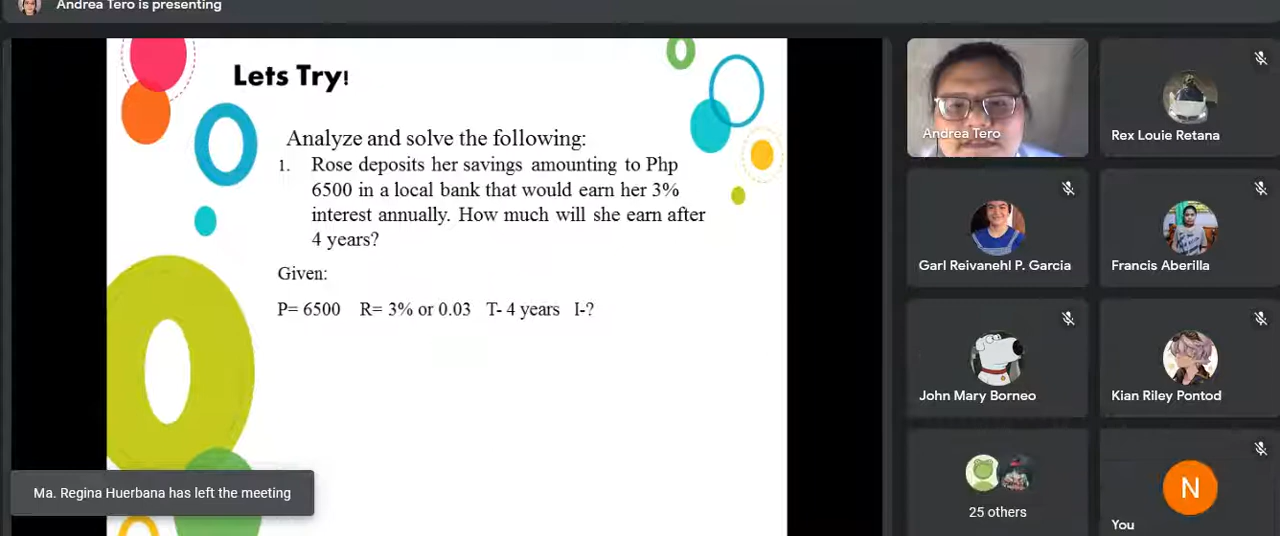 Andrea Tero is presenting
Lets Try!
Analyze and solve the following:
1. Rose deposits her savings amounting to Php
6500 in a local bank that would earn her 3%
interest annually. How much will she earn after
4 years?
Given:
P= 6500 R= 3% or 0.03 T- 4 years I-?
Ma. Regina Huerbana has left the meeting
Andrea Tero
Rex Louie Retana
Garl Reivanehl P. Garcia
Francis Aberilla
John Mary Borneo
Kian Riley Pontod
25 others
N
You